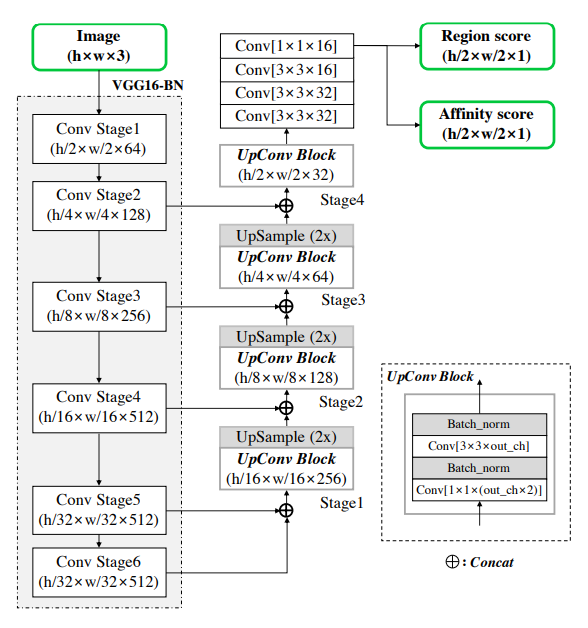 Image
(h×w×3)
VGG16-BN
Conv Stage1
(h/2×w/2×64)
Conv Stage2
(h/4×w/4×128)
Conv Stage3
(h/8×w/8×256)
Conv Stage4
(h/16×w/16×512)
Conv Stage5
(h/32×w/32×512)
Conv Stage6
(h/32×w/32×512)
Conv[1×1×16]
Conv[3×3×16]
Conv[3×3×32]
Conv[3×3×32]
UpConv Block
(h/2×w/2×32)
Stage4
UpSample (2x)
UpConv Block
(h/4×w/4×64)
Stage3
UpSample (2x)
UpConv Block
(h/8×w/8×128)
Stage2
UpSample (2x)
UpConv Block
(h/16×w/16×256)
Stage1
Region score
(h/2×w/2×1)
Affinity score
(h/2×w/2×1)
UpConv Block
Batch_norm
Conv[3×3×out_ch]
Batch_norm
Conv[1×1×(out_ch×2)]
⊕: Concat